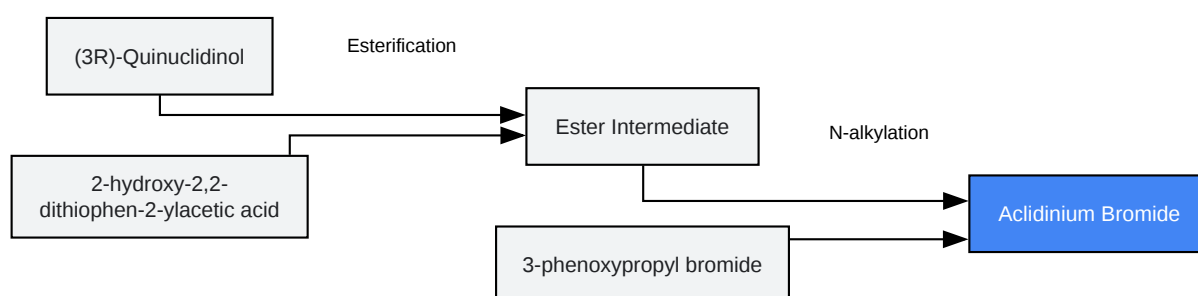 (3R)-Quinuclidinol
Esterification
2-hydroxy-2,2-
dithiophen-2-ylacetic acid
Ester Intermediate
N-alkylation
3-phenoxypropyl bromide
Aclidinium Bromide